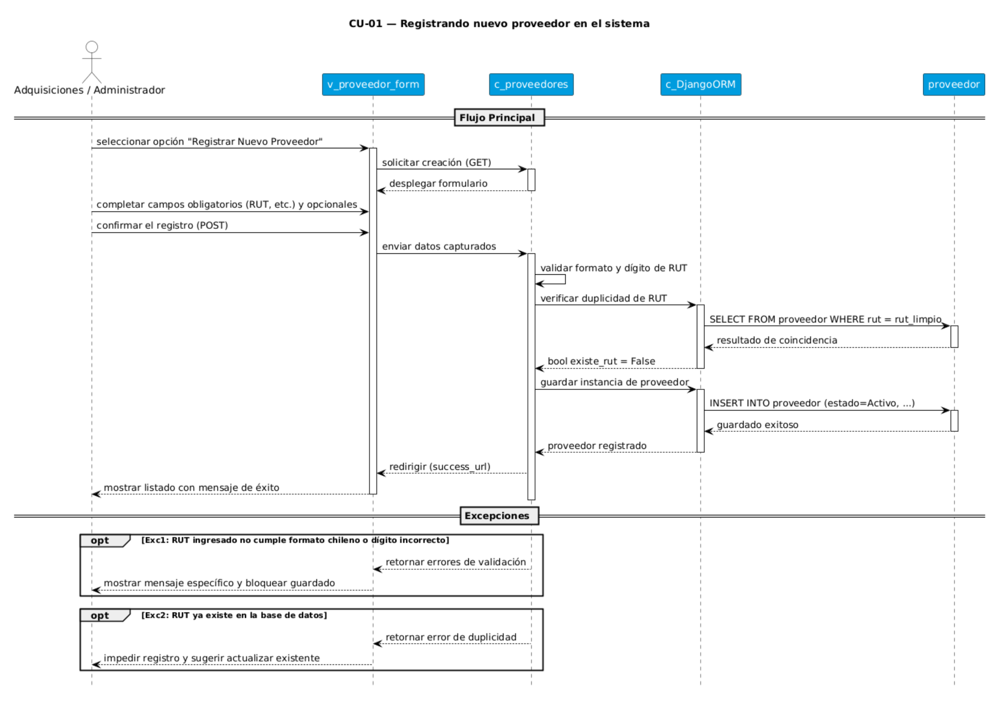 CU-01 — Registrando nuevo proveedor en el sistema
Adquisiciones / Administrador
v_proveedor_form
c_proveedores
c_DjangoORM
proveedor
Flujo Principal
seleccionar opción "Registrar Nuevo Proveedor"
solicitar creación (GET)
desplegar formulario
completar campos obligatorios (RUT, etc.) y opcionales
confirmar el registro (POST)
enviar datos capturados
validar formato y dígito de RUT
verificar duplicidad de RUT
SELECT FROM proveedor WHERE rut = rut_limpio
resultado de coincidencia
bool existe_rut = False
guardar instancia de proveedor
INSERT INTO proveedor (estado=Activo, ...)
guardado exitoso
proveedor registrado
redirigir (success_url)
mostrar listado con mensaje de éxito
Excepciones
opt [Exc1: RUT ingresado no cumple formato chileno o dígito incorrecto]
retornar errores de validación
mostrar mensaje específico y bloquear guardado
opt [Exc2: RUT ya existe en la base de datos]
retornar error de duplicidad
impedir registro y sugerir actualizar existente